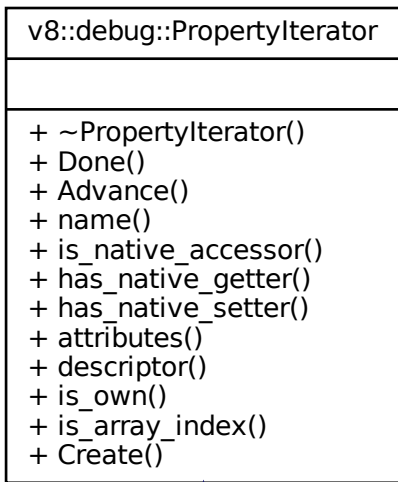 v8::debug::PropertyIterator
+ ~PropertyIterator()
+ Done()
+ Advance()
+ name()
+ is_native_accessor()
+ has_native_getter()
+ has_native_setter()
+ attributes()
+ descriptor()
+ is_own()
+ is_array_index()
+ Create()